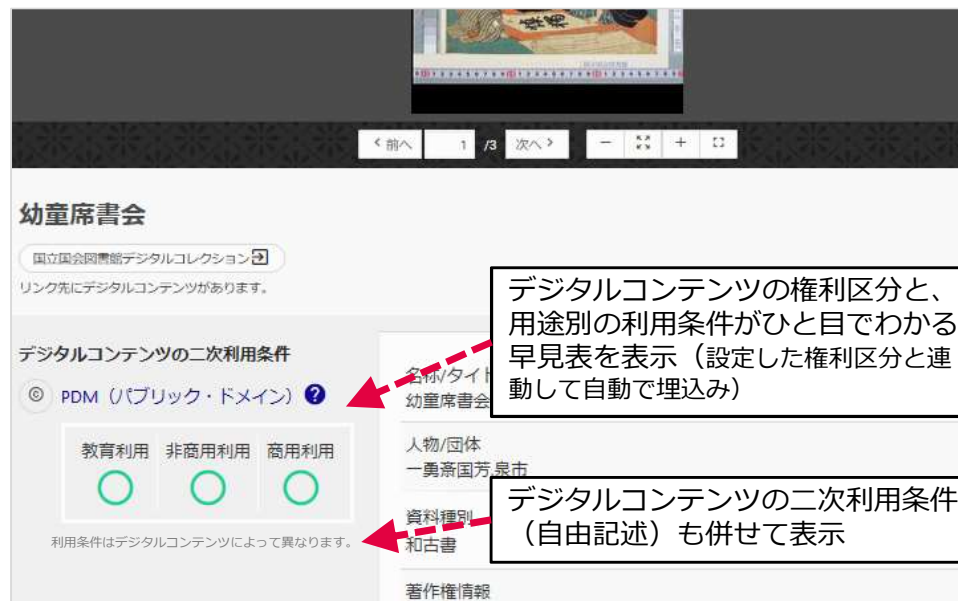 < 前へ 1 /3 次へ > − + 
幼童席書会
国立国会図書館デジタルコレクション
リンク先にデジタルコンテンツがあります。
デジタルコンテンツの権利区分と、
用途別の利用条件がひと目でわかる
早見表を表示（設定した権利区分と連
動して自動で埋込み）
デジタルコンテンツの二次利用条件
© PDM（パブリック・ドメイン） ?
教育利用 非商用利用 商用利用
利用条件はデジタルコンテンツによって異なります。
名称/タイト
幼童席書会
人物/団体
一勇斎国芳,泉市
デジタルコンテンツの二次利用条件
（自由記述）も併せて表示
資料種別
和古書
著作権情報